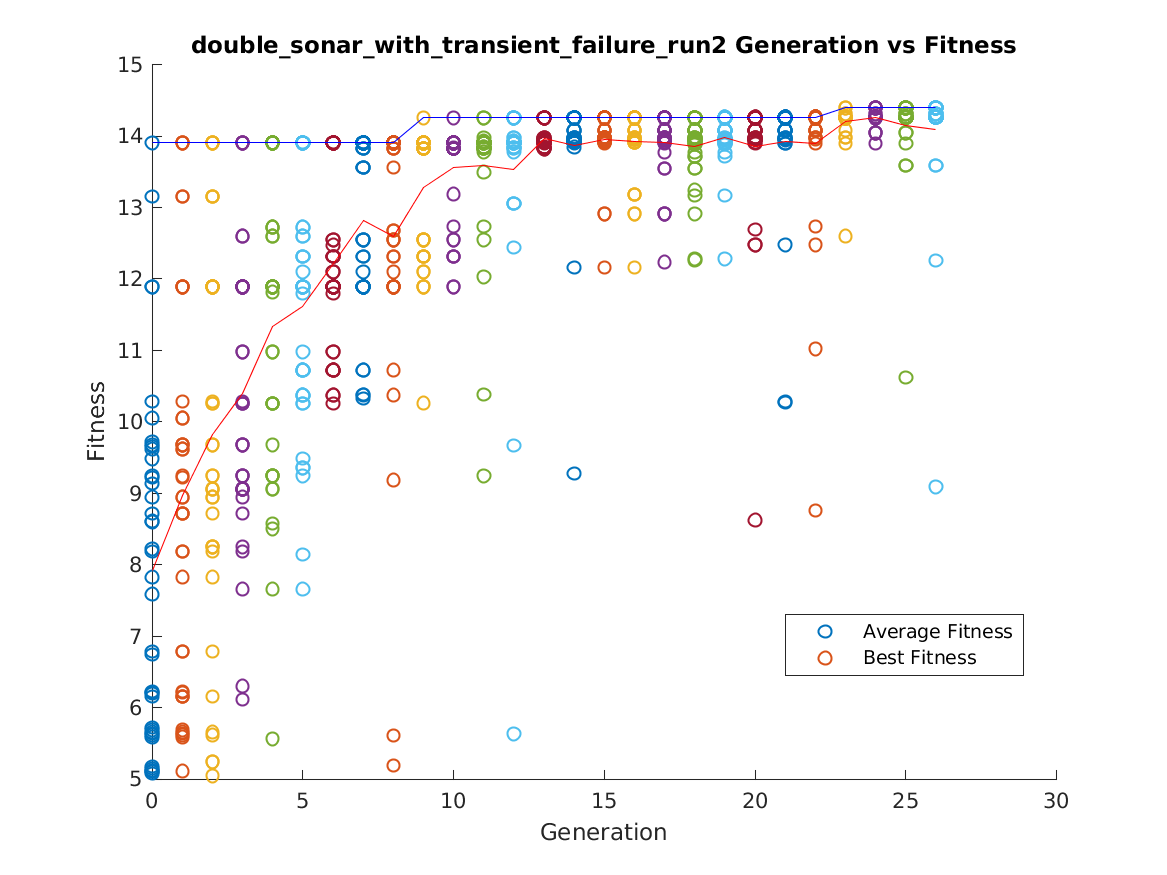 double_sonar_with_transient_failure_run2 Generation vs Fitness
15
14
13
12
11
10
9
8
7
6
5
Fitness
0 5 10 15 20 25 30
Generation
Average Fitness
Best Fitness